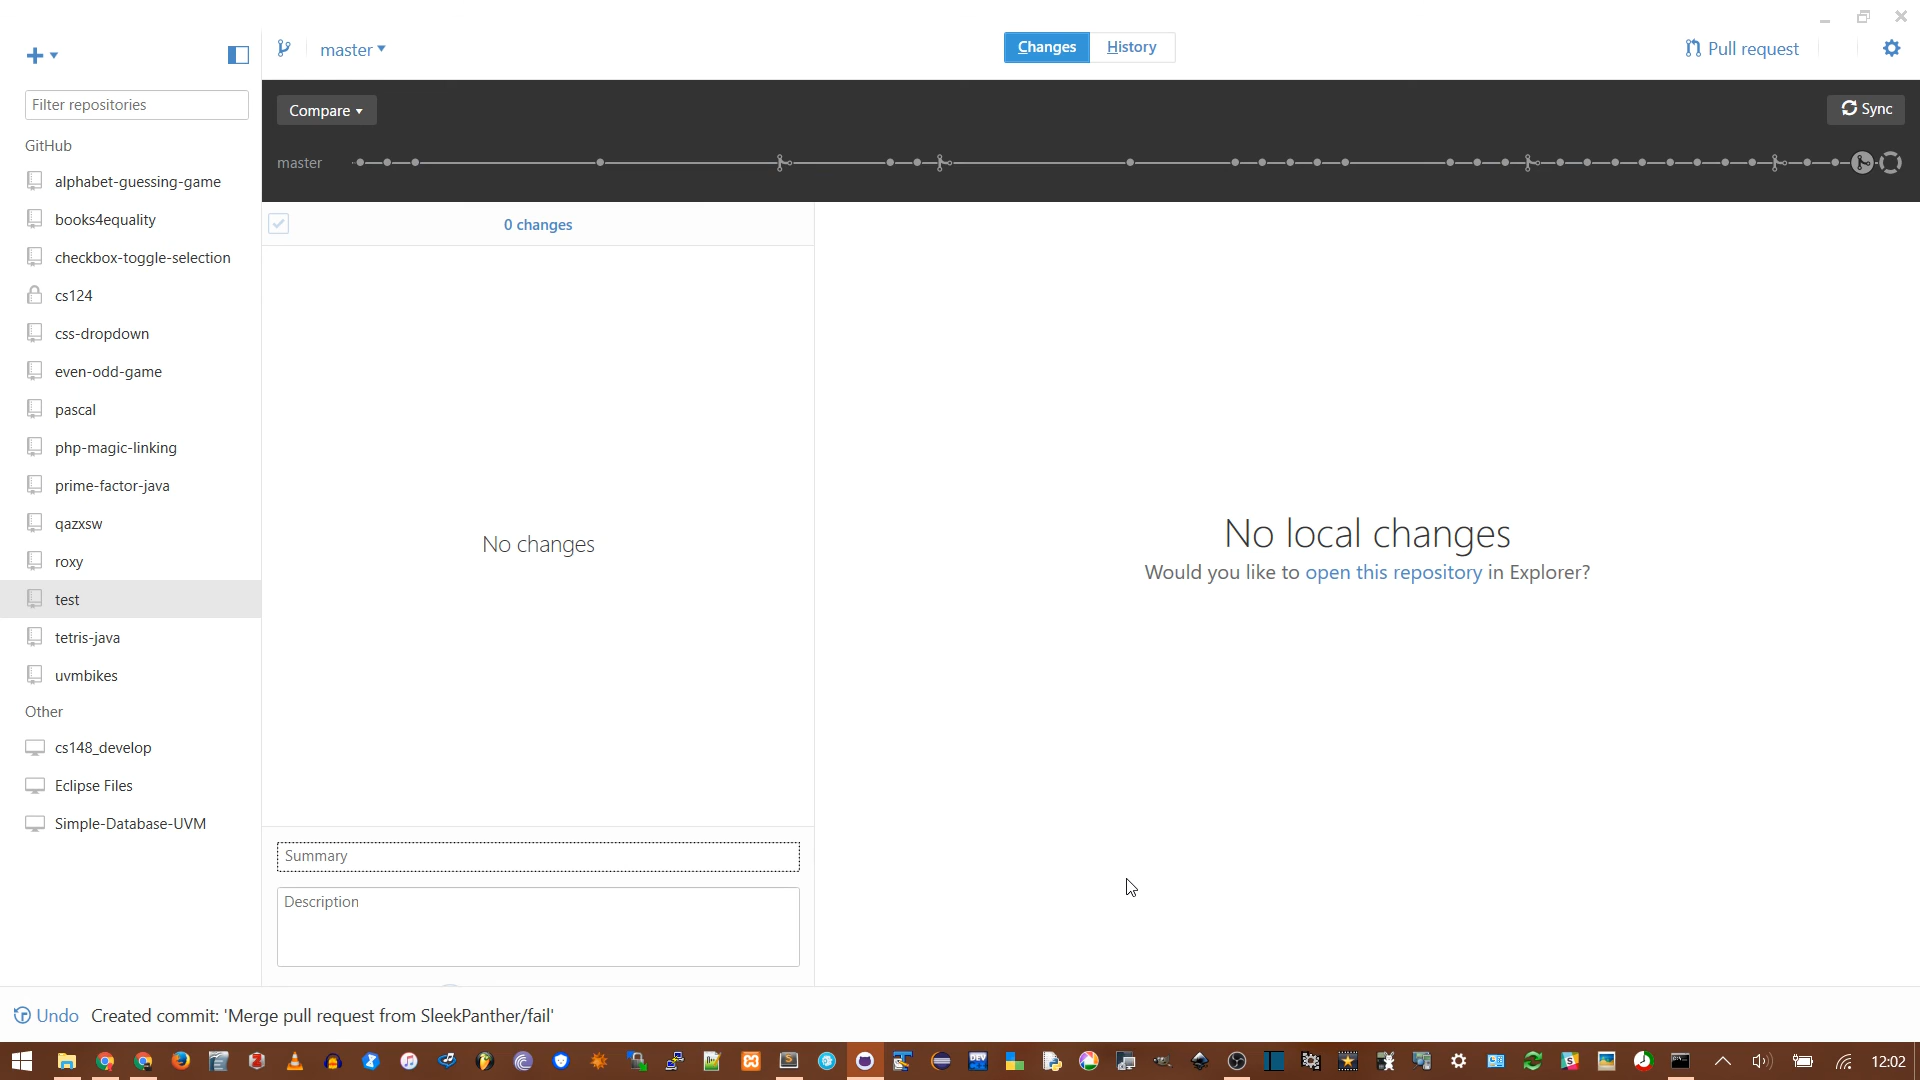 master
Changes
History
Pull request
Filter repositories
Compare
Sync
GitHub
master
alphabet-guessing-game
books4equality
0 changes
checkbox-toggle-selection
cs124
css-dropdown
even-odd-game
pascal
php-magic-linking
prime-factor-java
qazxsw
No changes
No local changes
Would you like to open this repository in Explorer?
roxy
test
tetris-java
uvmbikes
Other
cs148_develop
Eclipse Files
Simple-Database-UVM
Summary
Description
Undo Created commit: 'Merge pull request from SleekPanther/fail'
DEV
12:02